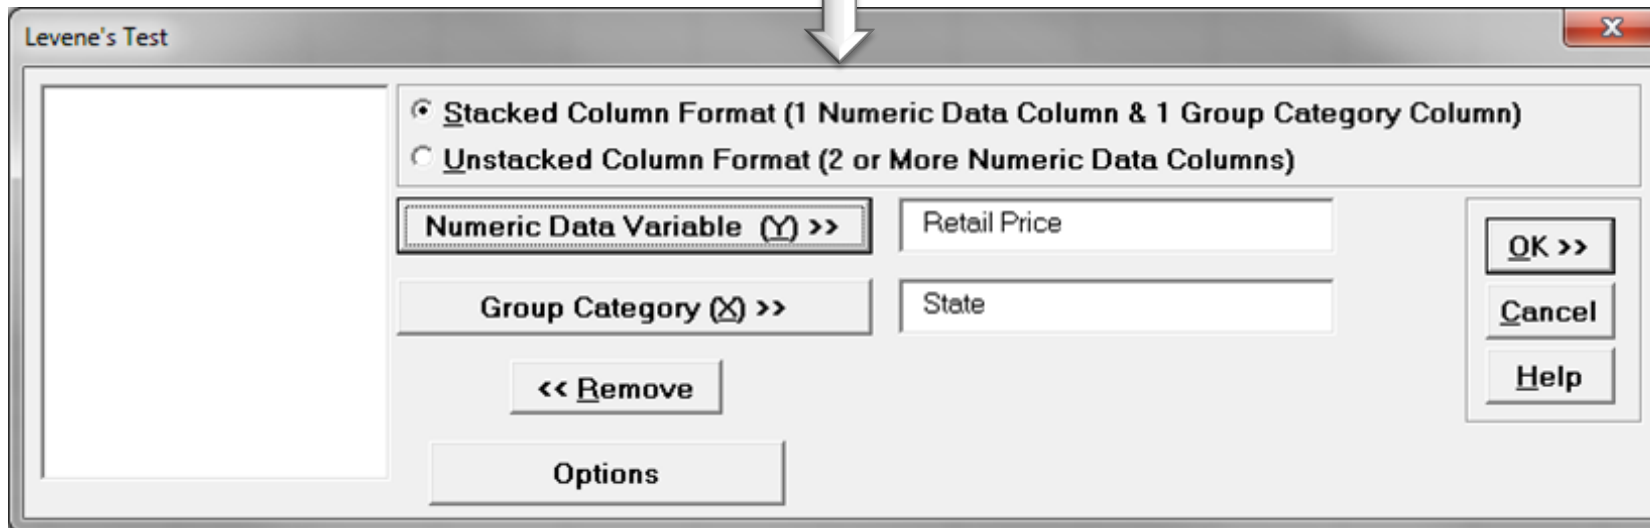 Levene's Test
x
Stacked Column Format (1 Numeric Data Column & 1 Group Category Column)
Unstacked Column Format (2 or More Numeric Data Columns)
Numeric Data Variable (Y) >>
Retail Price
OK >>
Group Category (X) >>
State
Cancel
<< Remove
Help
Options